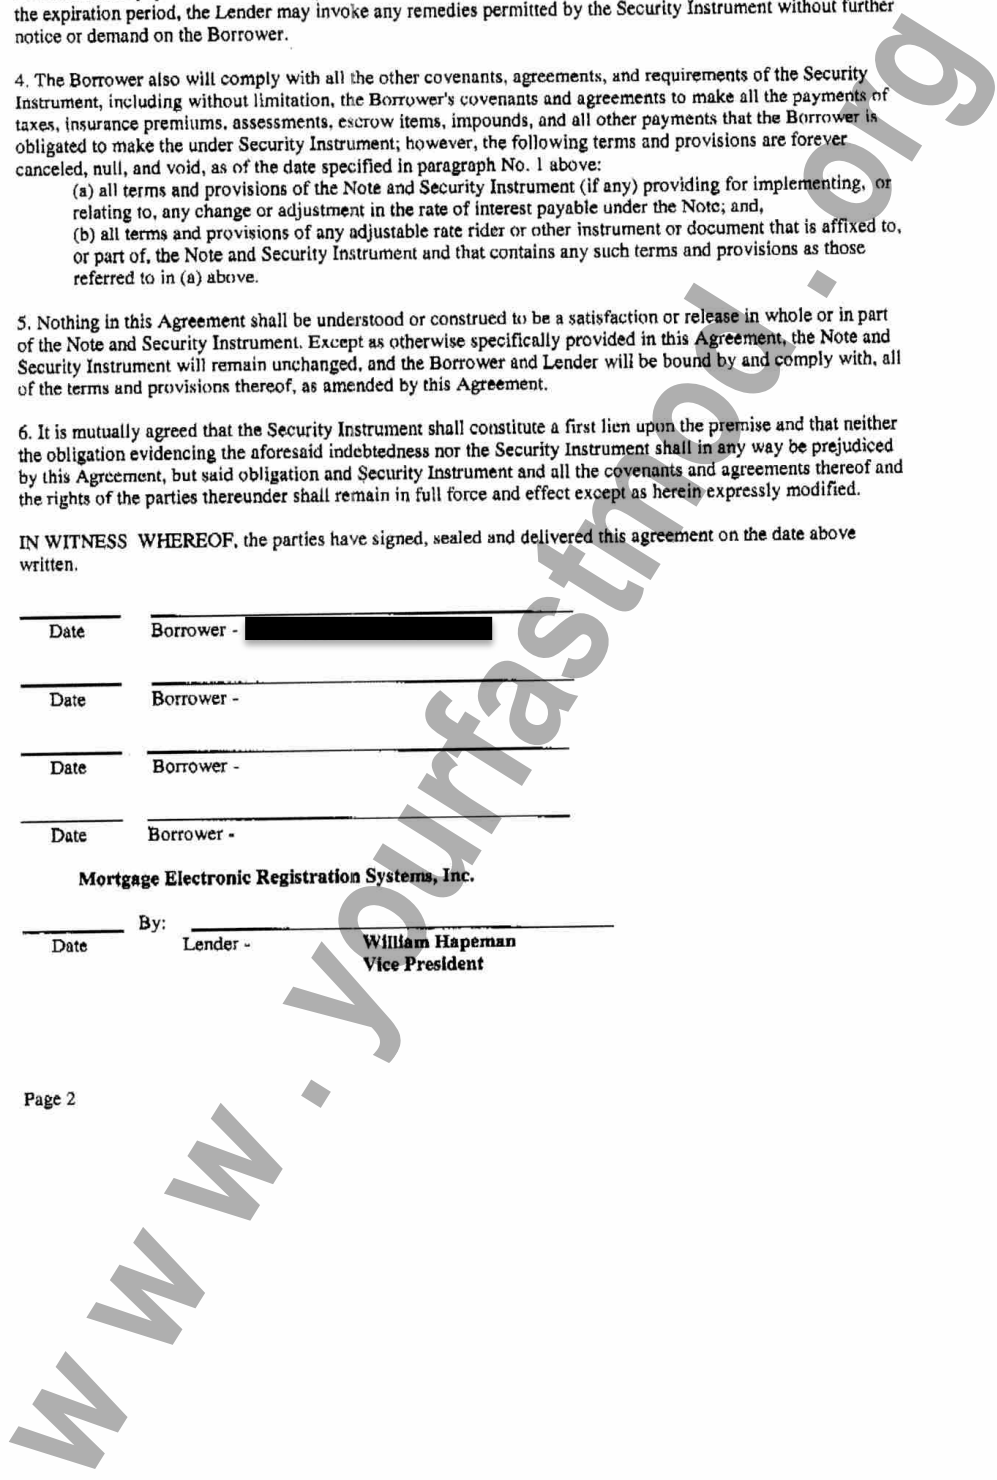 the expiration period, the Lender may invoke any remedies permitted by the Security Instrument without further
notice or demand on the Borrower.
4. The Borrower also will comply with all the other covenants, agreements, and requirements of the Security
Instrument, including without limitation, the Borrower's covenants and agreements to make all the payments of
taxes, insurance premiums, assessments, escrow items, impounds, and all other payments that the Borrower is
obligated to make the under Security Instrument; however, the following terms and provisions are forever
canceled, null, and void, as of the date specified in paragraph No. 1 above:
(a) all terms and provisions of the Note and Security Instrument (if any) providing for implementing, or
relating to, any change or adjustment in the rate of interest payable under the Note; and,
(b) all terms and provisions of any adjustable rate rider or other instrument or document that is affixed to,
or part of, the Note and Security Instrument and that contains any such terms and provisions as those
referred to in (a) above.
5. Nothing in this Agreement shall be understood or construed to be a satisfaction or release in whole or in part
of the Note and Security Instrument. Except as otherwise specifically provided in this Agreement, the Note and
Security Instrument will remain unchanged, and the Borrower and Lender will be bound by and comply with, all
of the terms and provisions thereof, as amended by this Agreement.
6. It is mutually agreed that the Security Instrument shall constitute a first lien upon the premise and that neither
the obligation evidencing the aforesaid indebtedness nor the Security Instrument shall in any way be prejudiced
by this Agreement, but said obligation and Security Instrument and all the covenants and agreements thereof and
the rights of the parties thereunder shall remain in full force and effect except as herein expressly modified.
IN WITNESS WHEREOF, the parties have signed, sealed and delivered this agreement on the date above
written.
Date Borrower -
Date Borrower -
Date Borrower -
Date Borrower -
Mortgage Electronic Registration Systems, Inc.
By:
Date Lender - William Hapeman
Vice President
Page 2
www.yourfastmod.org